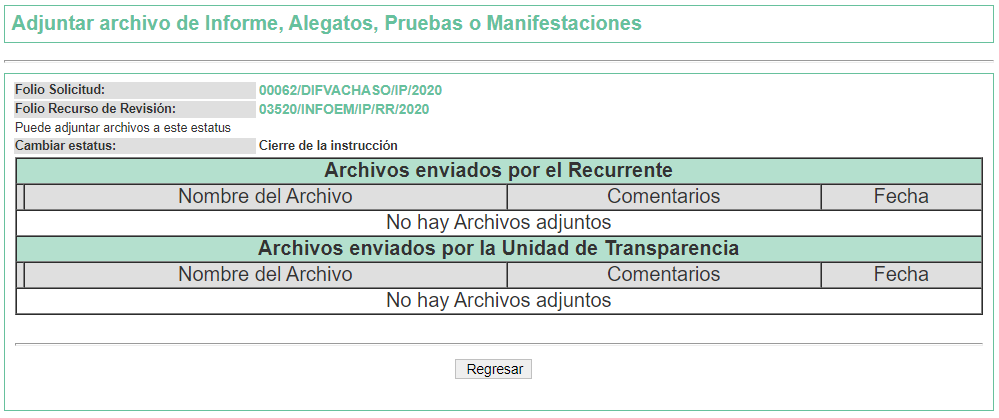 Adjuntar archivo de Informe, Alegatos, Pruebas o Manifestaciones
Folio Solicitud: 00062/DIFVACHASO/IP/2020
Folio Recurso de Revisión: 03520/INFOEM/IP/RR/2020
Puede adjuntar archivos a este estatus
Cambiar estatus: Cierre de la instrucción
Archivos enviados por el Recurrente
Nombre del Archivo Comentarios Fecha
No hay Archivos adjuntos
Archivos enviados por la Unidad de Transparencia
Nombre del Archivo Comentarios Fecha
No hay Archivos adjuntos
Regresar